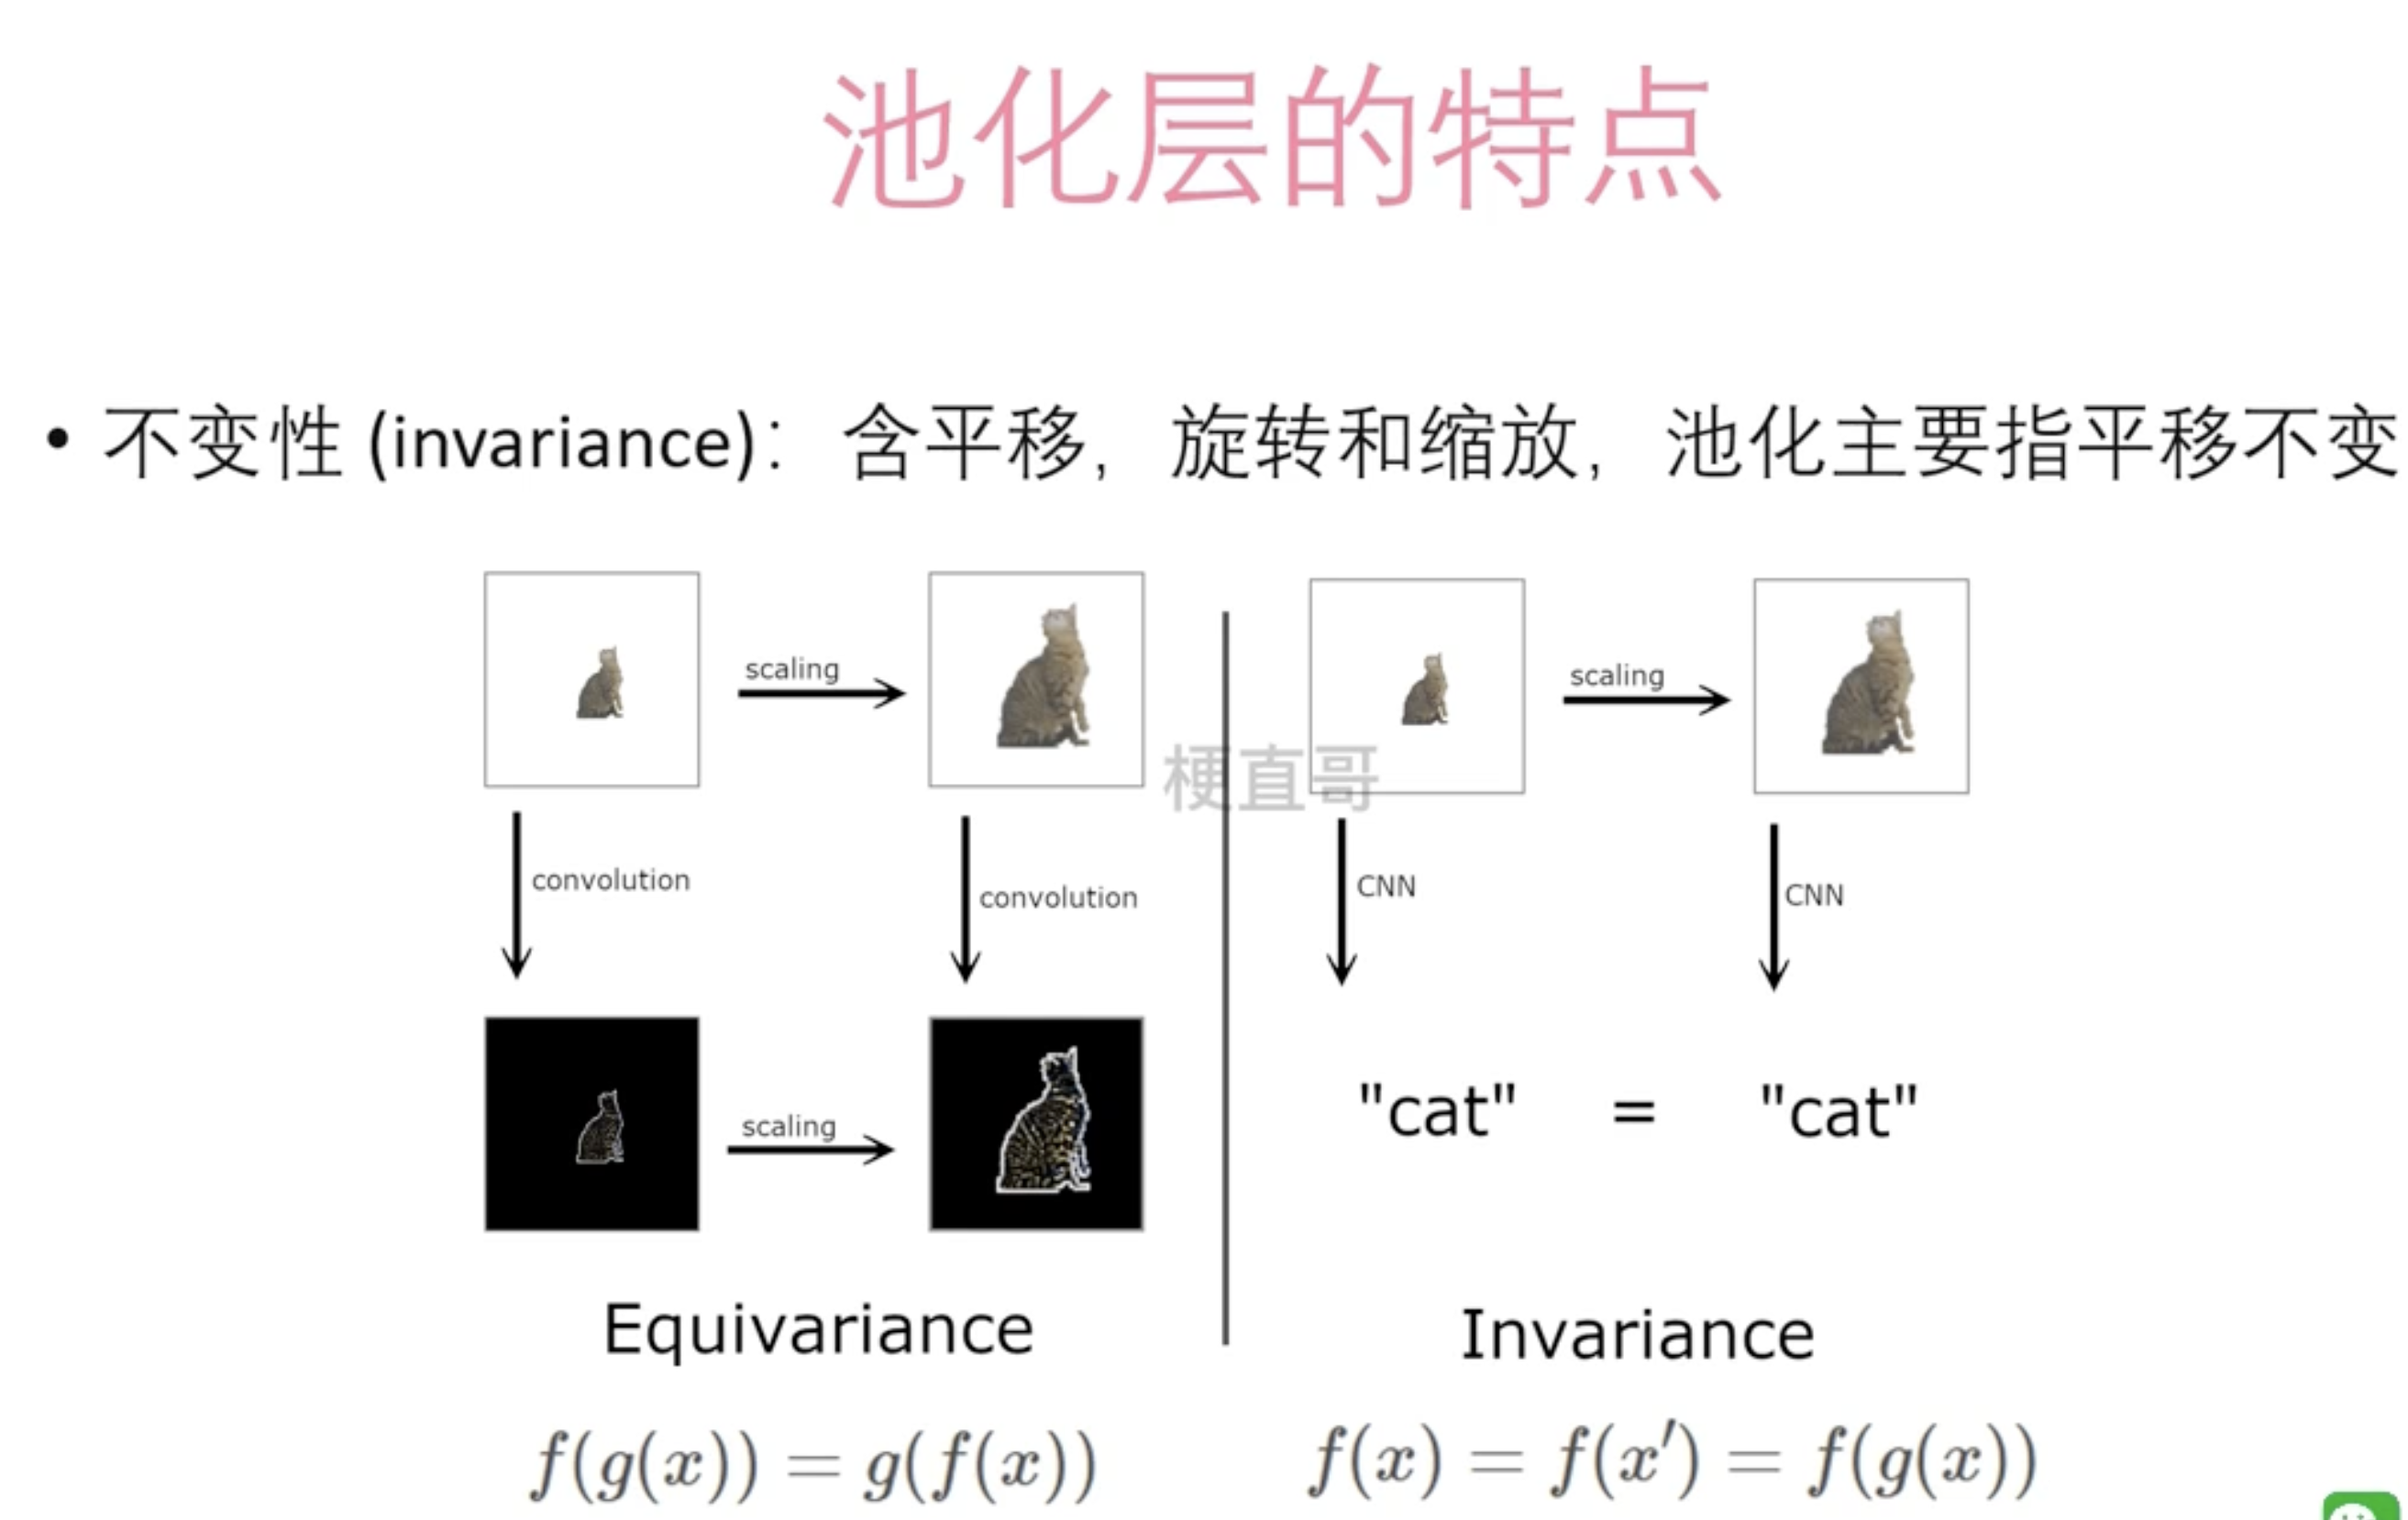 池化层的特点
• 不变性 (invariance)： 含平移，旋转和缩放，池化主要指平移不变
scaling
scaling
梗直哥
convolution
convolution
CNN
CNN
"cat" = "cat"
scaling
Equivariance
Invariance
f(g(x)) = g(f(x))
f(x) = f(x′) = f(g(x))